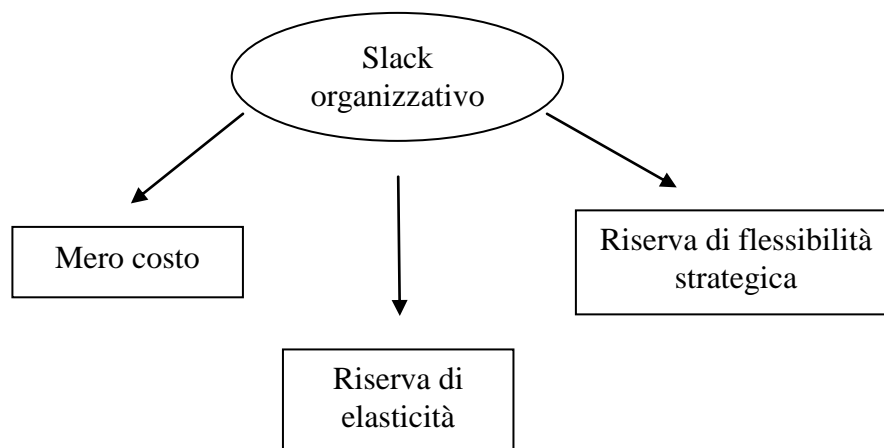 Slack
organizzativo
Mero costo
Riserva di flessibilità
strategica
Riserva di
elasticità